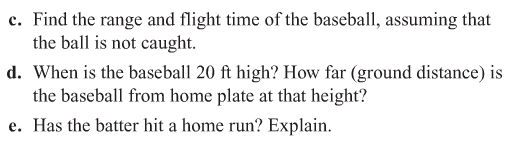 c. Find the range and flight time of the baseball, assuming that
the ball is not caught.
d. When is the baseball 20 ft high? How far (ground distance) is
the baseball from home plate at that height?
e. Has the batter hit a home run? Explain.